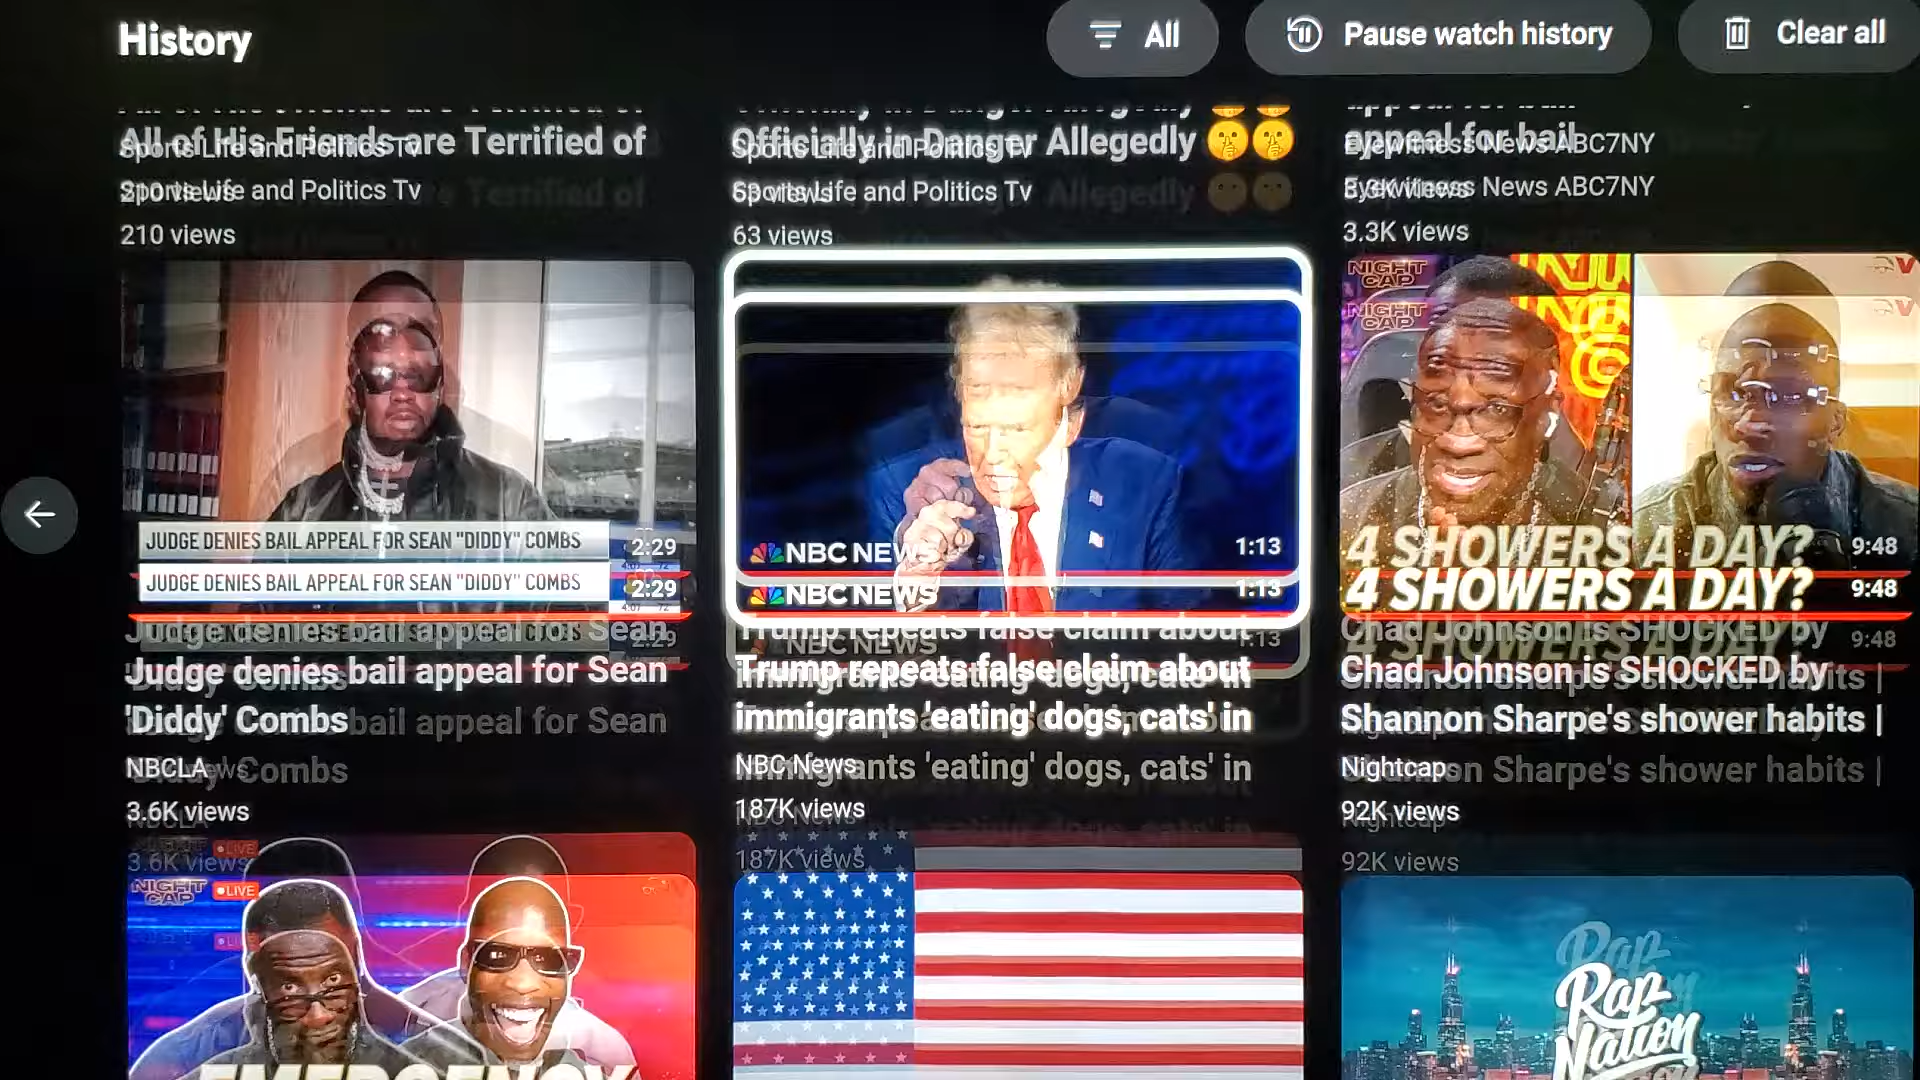 History
All
Pause watch history
Clear all
All of His Friends are Terrified of
Sports Life and Politics Tv
210 views
Officially in Danger Allegedly 🤫🤫
Sports Life and Politics Tv
63 views
appeal for bail
Eyewitness News ABC7NY
3.3K views
JUDGE DENIES BAIL APPEAL FOR SEAN "DIDDY" COMBS
2:29
Judge denies bail appeal for Sean
'Diddy' Combs
NBCLA
3.6K views
NBC NEWS
1:13
Trump repeats false claim about
immigrants 'eating' dogs, cats' in
NBC News
187K views
NIGHT
CAP
4 SHOWERS A DAY?
9:48
Chad Johnson is SHOCKED by
Shannon Sharpe's shower habits |
Nightcap
92K views
NIGHT
CAP
LIVE
EMERGENCY
Rap
Nation